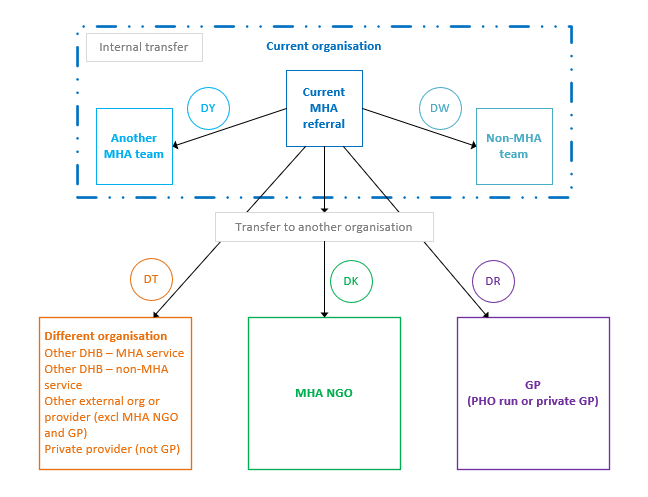 Internal transfer
Current organisation
Current
MHA
referral
DY
DW
Another
MHA team
Non-MHA
team
Transfer to another organisation
DT
DK
DR
Different organisation
Other DHB – MHA service
Other DHB – non-MHA
service
Other external org or
provider (excl MHA NGO
and GP)
Private provider (not GP)
MHA NGO
GP
(PHO run or private GP)